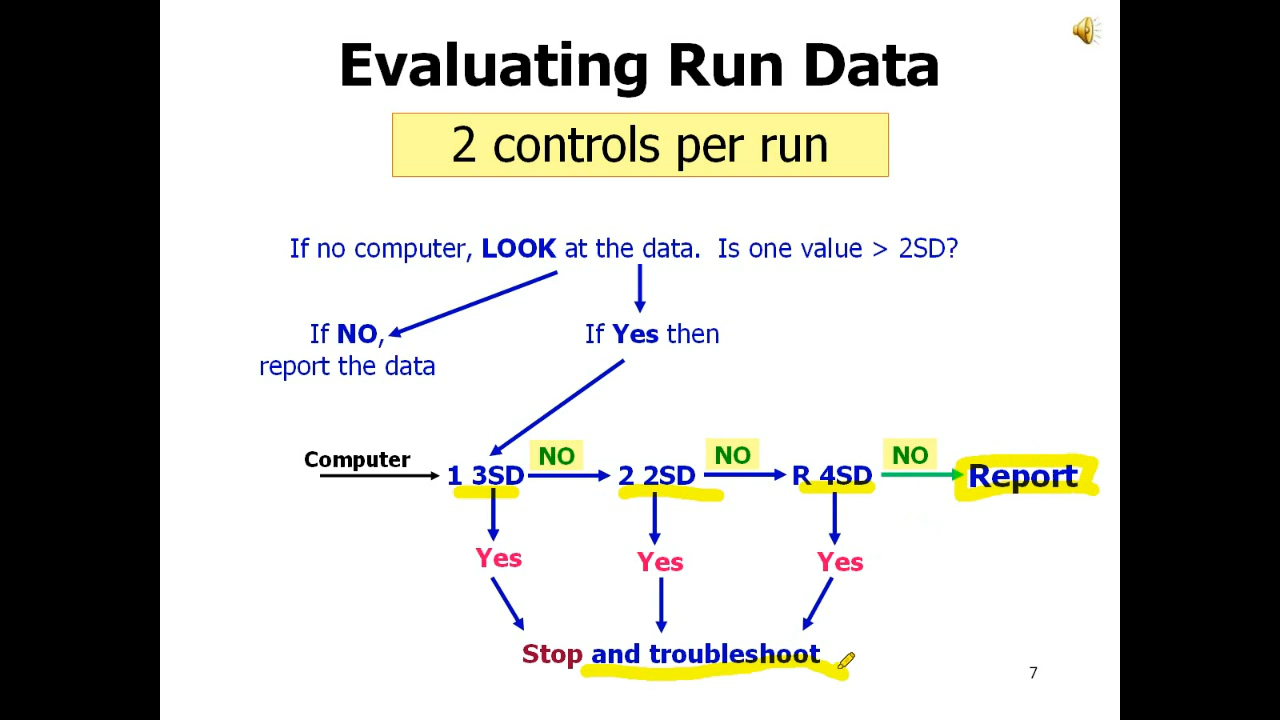 Evaluating Run Data
2 controls per run
If no computer, LOOK at the data. Is one value > 2SD?
If NO,
report the data
If Yes then
Computer
1 3SD
NO
2 2SD
NO
R 4SD
NO
Report
Yes
Yes
Yes
Stop and troubleshoot
7